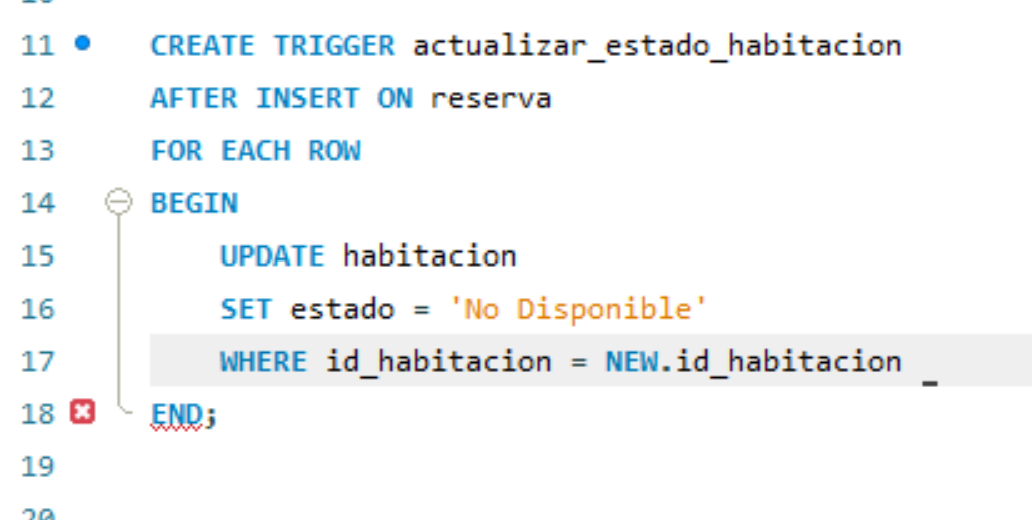 11 CREATE TRIGGER actualizar_estado_habitacion
12 AFTER INSERT ON reserva
13 FOR EACH ROW
14 BEGIN
15 UPDATE habitacion
16 SET estado = 'No Disponible'
17 WHERE id_habitacion = NEW.id_habitacion
18 END;
19